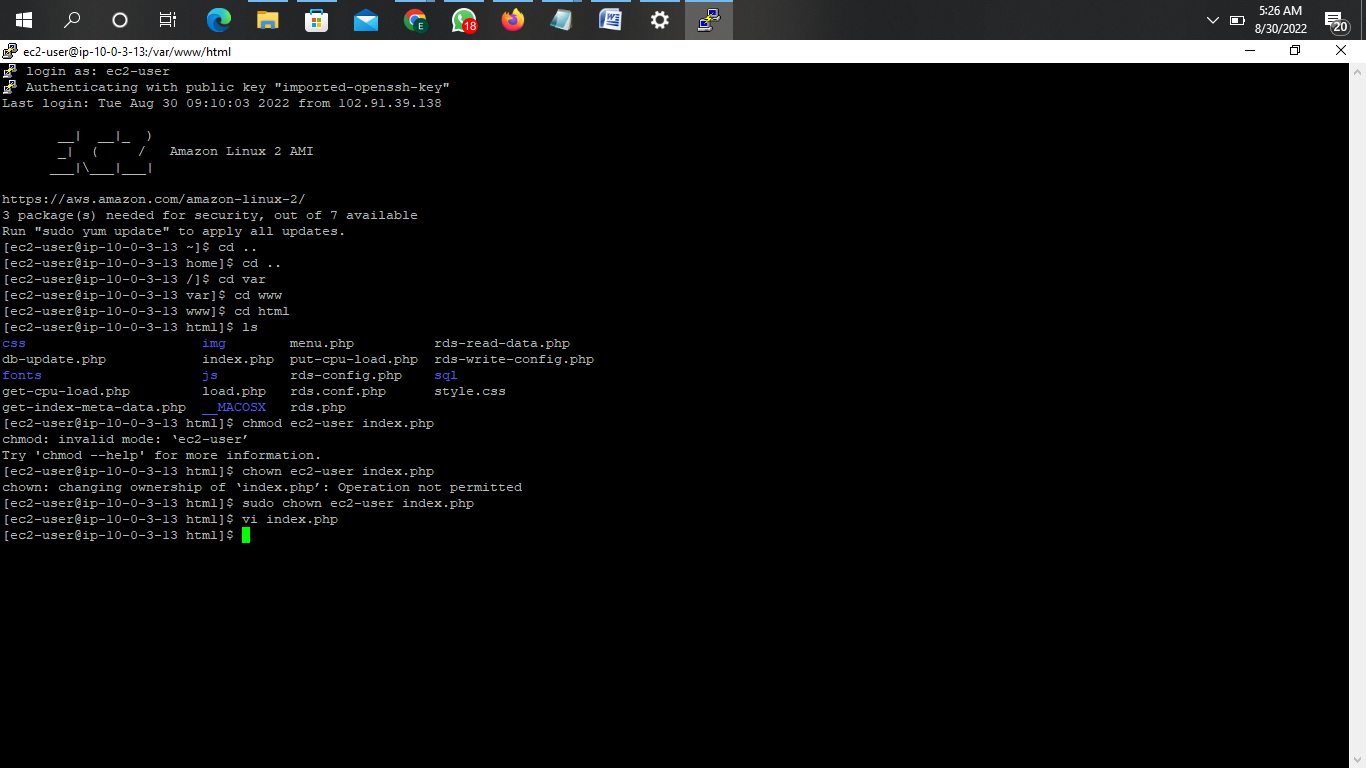 5:26 AM
18
8/30/2022
20
ec2-user@ip-10-0-3-13:/var/www/html
login as: ec2-user
Authenticating with public key "imported-openssh-key"
Last login: Tue Aug 30 09:10:03 2022 from 102.91.39.138
       __|  __|_  )
       _|  (     /   Amazon Linux 2 AMI
      ___|\___|___|
https://aws.amazon.com/amazon-linux-2/
3 package(s) needed for security, out of 7 available
Run "sudo yum update" to apply all updates.
[ec2-user@ip-10-0-3-13 ~]$ cd ..
[ec2-user@ip-10-0-3-13 home]$ cd ..
[ec2-user@ip-10-0-3-13 /]$ cd var
[ec2-user@ip-10-0-3-13 var]$ cd www
[ec2-user@ip-10-0-3-13 www]$ cd html
[ec2-user@ip-10-0-3-13 html]$ ls
css                      img      menu.php          rds-read-data.php
db-update.php            index.php  put-cpu-load.php  rds-write-config.php
fonts                    js       rds-config.php    sql
get-cpu-load.php         load.php   rds.conf.php      style.css
get-index-meta-data.php  __MACOSX   rds.php
[ec2-user@ip-10-0-3-13 html]$ chmod ec2-user index.php
chmod: invalid mode: ‘ec2-user’
Try 'chmod --help' for more information.
[ec2-user@ip-10-0-3-13 html]$ chown ec2-user index.php
chown: changing ownership of ‘index.php’: Operation not permitted
[ec2-user@ip-10-0-3-13 html]$ sudo chown ec2-user index.php
[ec2-user@ip-10-0-3-13 html]$ vi index.php
[ec2-user@ip-10-0-3-13 html]$